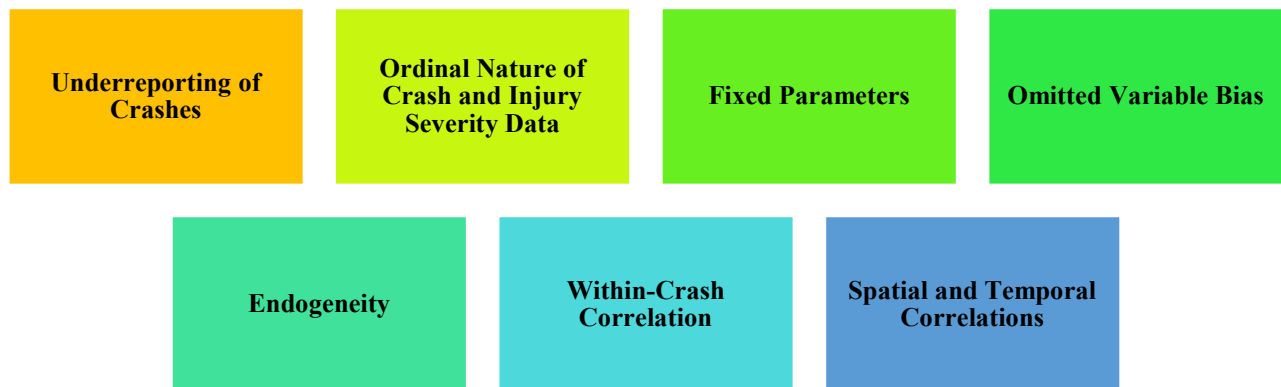 Underreporting of
Crashes
Ordinal Nature of
Crash and Injury
Severity Data
Fixed Parameters
Omitted Variable Bias
Endogeneity
Within-Crash
Correlation
Spatial and Temporal
Correlations